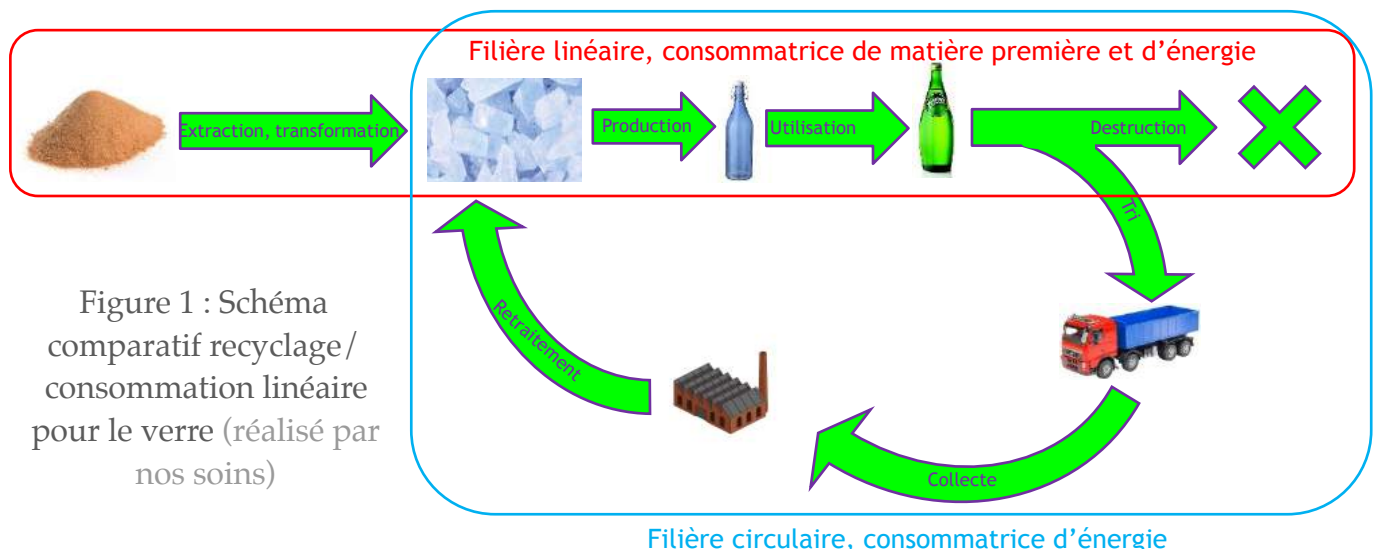 Filière linéaire, consommatrice de matière première et d’énergie
Extraction, transformation
Production
Utilisation
Destruction
Tri
Retraitement
Collecte
Figure 1 : Schéma
comparatif recyclage/
consommation linéaire
pour le verre (réalisé par
nos soins)
Filière circulaire, consommatrice d’énergie